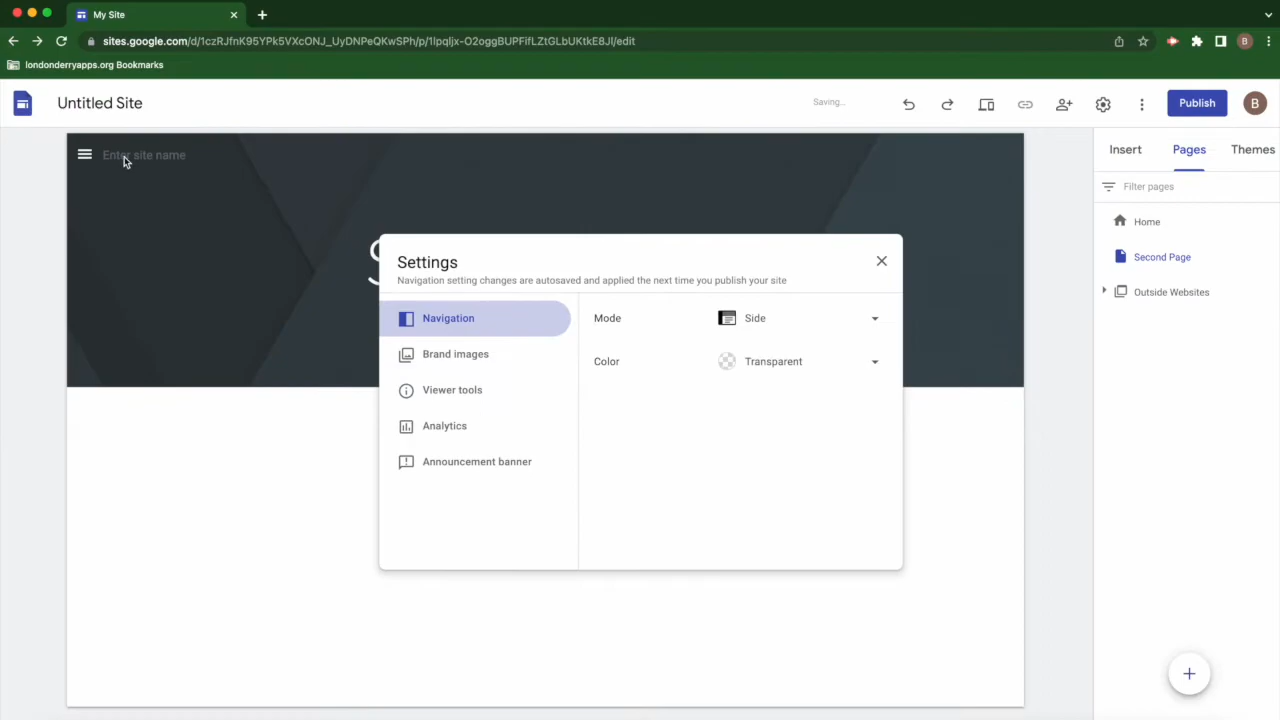 My Site
sites.google.com/d/1czRJfnK95YPk5VXcONJ_UyDNPeQKwSPh/p/1lpqljx-O2oggBUPFifLZtGLbUKtkE8Jl/edit
B
londonderryapps.org Bookmarks
Untitled Site
Saving...
Publish
B
Enter site name
Insert
Pages
Themes
Filter pages
Home
Second Page
Outside Websites
S
Settings
Navigation setting changes are autosaved and applied the next time you publish your site
Navigation
Mode
Side
Brand images
Color
Transparent
Viewer tools
Analytics
Announcement banner